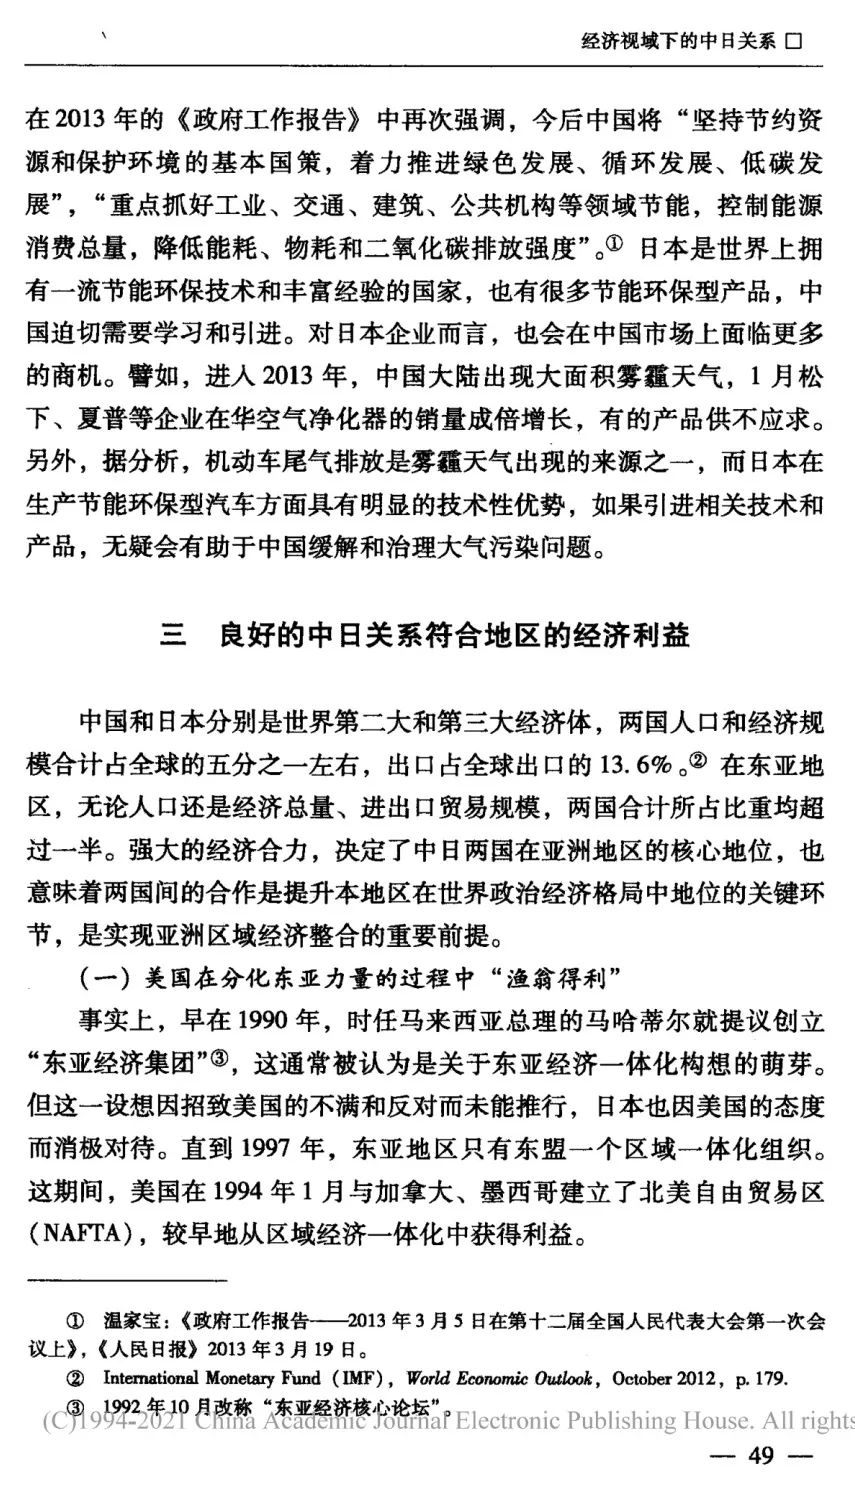 经济视域下的中日关系 □
在2013 年的《政府工作报告》中再次强调，今后中国将“坚持节约资
源和保护环境的基本国策，着力推进绿色发展、循环发展、低碳发
展”，“重点抓好工业、交通、建筑、公共机构等领域节能，控制能源
消费总量，降低能耗、物耗和二氧化碳排放强度”。① 日本是世界上拥
有一流节能环保技术和丰富经验的国家，也有很多节能环保型产品，中
国迫切需要学习和引进。对日本企业而言，也会在中国市场上面临更多
的商机。譬如，进入 2013 年，中国大陆出现大面积雾霾天气，1 月松
下、夏普等企业在华空气净化器的销量成倍增长，有的产品供不应求。
另外，据分析，机动车尾气排放是雾霾天气出现的来源之一，而日本在
生产节能环保型汽车方面具有明显的技术性优势，如果引进相关技术和
产品，无疑会有助于中国缓解和治理大气污染问题。
三 良好的中日关系符合地区的经济利益
中国和日本分别是世界第二大和第三大经济体，两国人口和经济规
模合计占全球的五分之一左右，出口占全球出口的 13.6%。② 在东亚地
区，无论人口还是经济总量、进出口贸易规模，两国合计所占比重均超
过一半。强大的经济合力，决定了中日两国在亚洲地区的核心地位，也
意味着两国间的合作是提升本地区在世界政治经济格局中地位的关键环
节，是实现亚洲区域经济整合的重要前提。
（一）美国在分化东亚力量的过程中“渔翁得利”
事实上，早在 1990 年，时任马来西亚总理的马哈蒂尔就提议创立
“东亚经济集团”③，这通常被认为是关于东亚经济一体化构想的萌芽。
但这一设想因招致美国的不满和反对而未能推行，日本也因美国的态度
而消极对待。直到 1997 年，东亚地区只有东盟一个区域一体化组织。
这期间，美国在 1994 年 1 月与加拿大、墨西哥建立了北美自由贸易区
（NAFTA），较早地从区域经济一体化中获得利益。
① 温家宝：《政府工作报告——2013 年 3 月 5 日在第十二届全国人民代表大会第一次会
议上》，《人民日报》2013 年 3 月 19 日。
② International Monetary Fund（IMF），World Economic Outlook，October 2012，p. 179.
③ 1992 年 10 月改称“东亚经济核心论坛”。
(C)1994-2021 China Academic Journal Electronic Publishing House. All rights
— 49 —